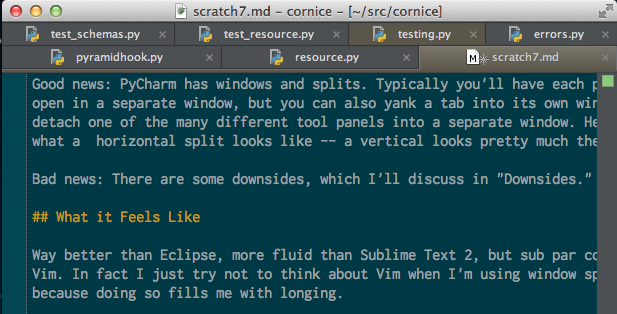 scratch7.md – cornice – [~/src/cornice]
test_schemas.py test_resource.py testing.py errors.py
pyramidhook.py resource.py scratch7.md
Good news: PyCharm has windows and splits. Typically you'll have each p
open in a separate window, but you can also yank a tab into its own win
detach one of the many different tool panels into a separate window. He
what a  horizontal split looks like -- a vertical looks pretty much the
Bad news: There are some downsides, which I'll discuss in "Downsides."
## What it Feels Like
Way better than Eclipse, more fluid than Sublime Text 2, but sub par co
Vim. In fact I just try not to think about Vim when I'm using window sp
because doing so fills me with longing.